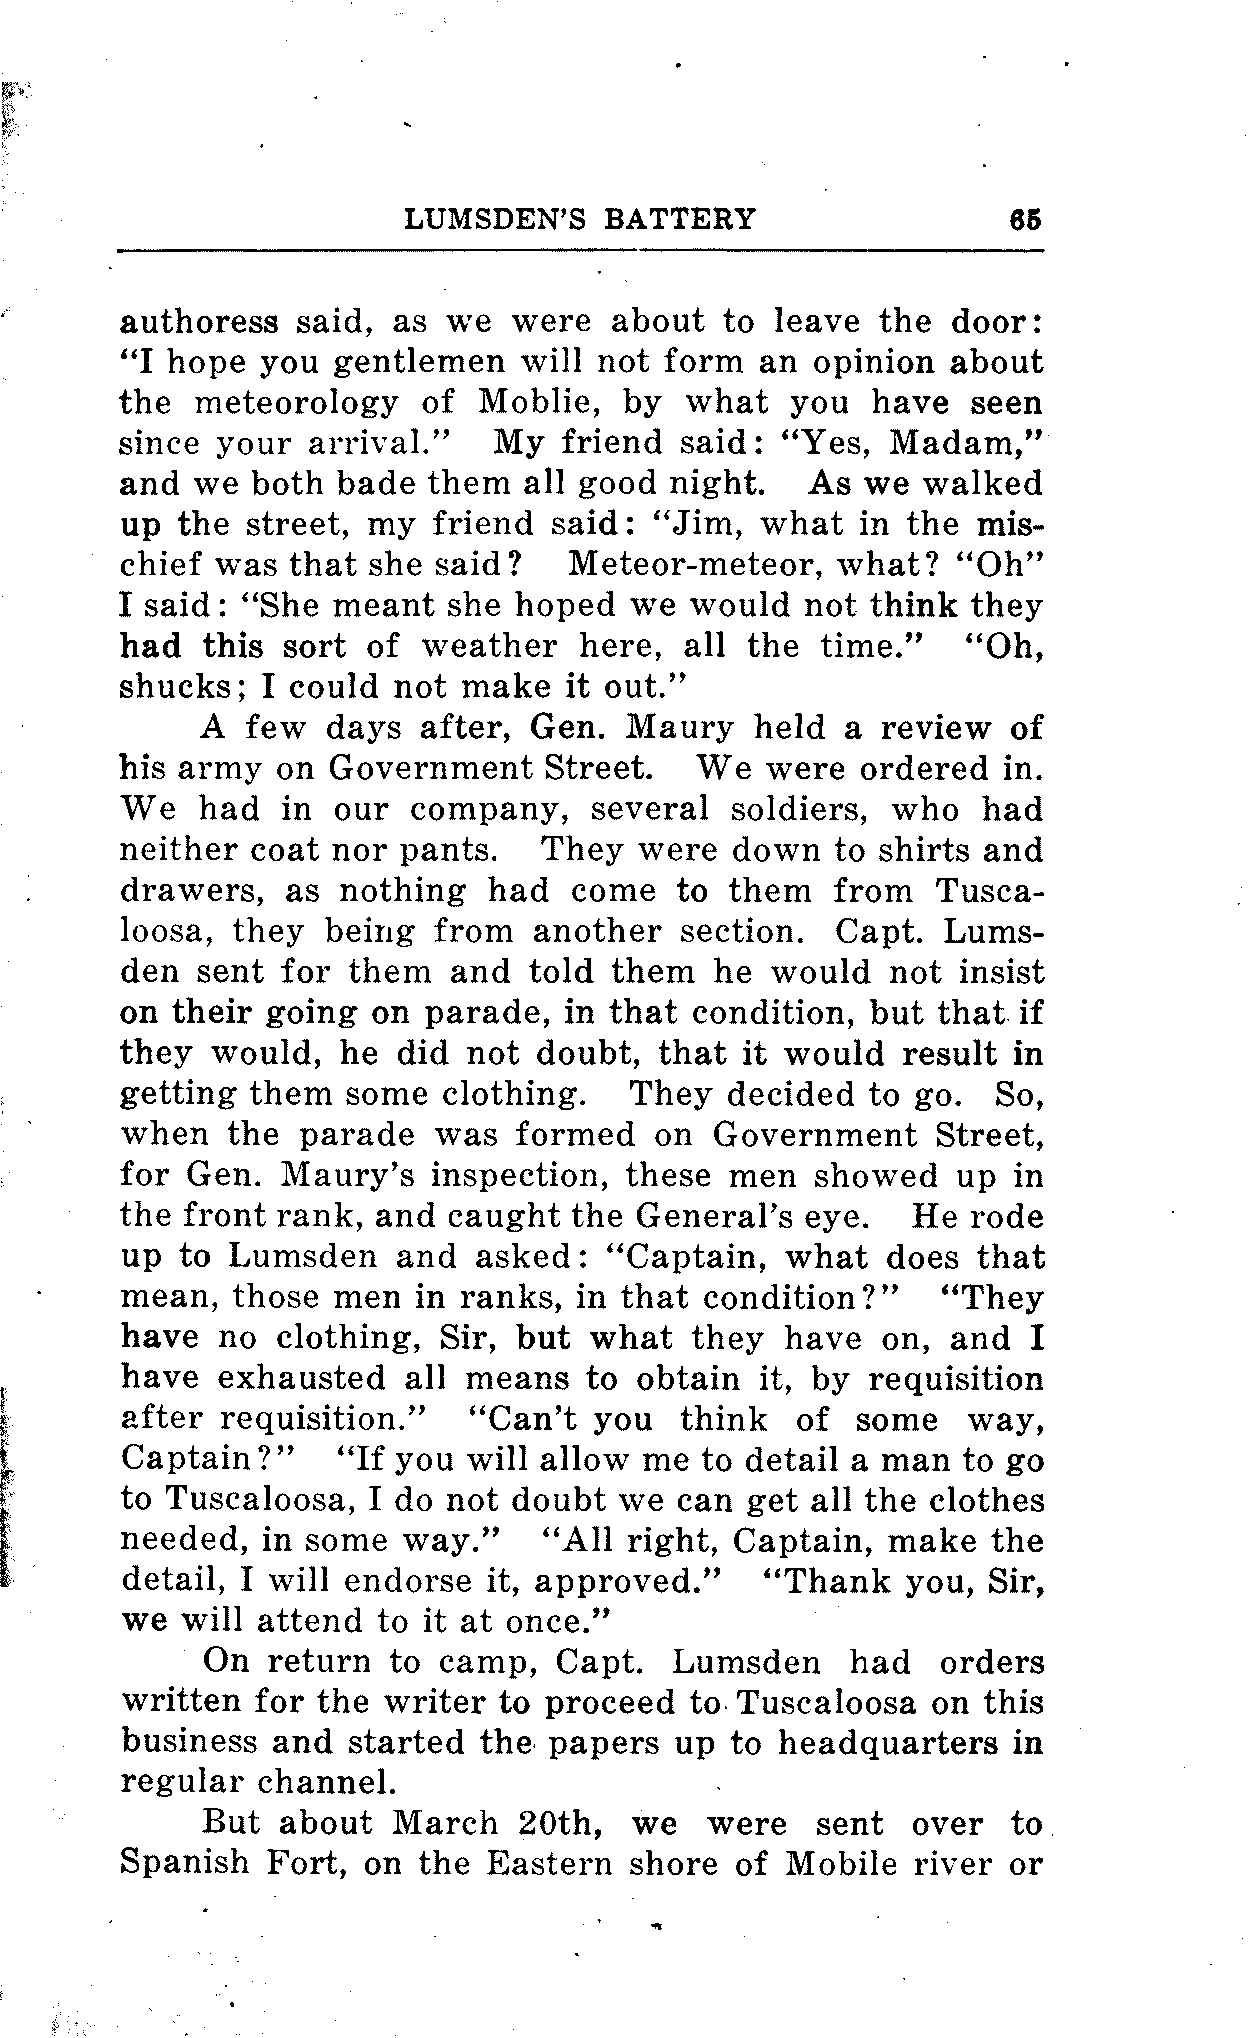 LUMSDEN'S BATTERY 65
authoress said, as we were about to leave the door:
“I hope you gentlemen will not form an opinion about
the meteorology of Moblie, by what you have seen
since your arrival.” My friend said: “Yes, Madam,”
and we both bade them all good night. As we walked
up the street, my friend said: “Jim, what in the mis-
chief was that she said? Meteor-meteor, what? “Oh”
I said: “She meant she hoped we would not think they
had this sort of weather here, all the time.” “Oh,
shucks; I could not make it out.”
A few days after, Gen. Maury held a review of
his army on Government Street. We were ordered in.
We had in our company, several soldiers, who had
neither coat nor pants. They were down to shirts and
drawers, as nothing had come to them from Tusca-
loosa, they being from another section. Capt. Lums-
den sent for them and told them he would not insist
on their going on parade, in that condition, but that if
they would, he did not doubt, that it would result in
getting them some clothing. They decided to go. So,
when the parade was formed on Government Street,
for Gen. Maury's inspection, these men showed up in
the front rank, and caught the General's eye. He rode
up to Lumsden and asked: “Captain, what does that
mean, those men in ranks, in that condition?” “They
have no clothing, Sir, but what they have on, and I
have exhausted all means to obtain it, by requisition
after requisition.” “Can't you think of some way,
Captain?” “If you will allow me to detail a man to go
to Tuscaloosa, I do not doubt we can get all the clothes
needed, in some way.” “All right, Captain, make the
detail, I will endorse it, approved.” “Thank you, Sir,
we will attend to it at once.”
On return to camp, Capt. Lumsden had orders
written for the writer to proceed to Tuscaloosa on this
business and started the papers up to headquarters in
regular channel.
But about March 20th, we were sent over to
Spanish Fort, on the Eastern shore of Mobile river or